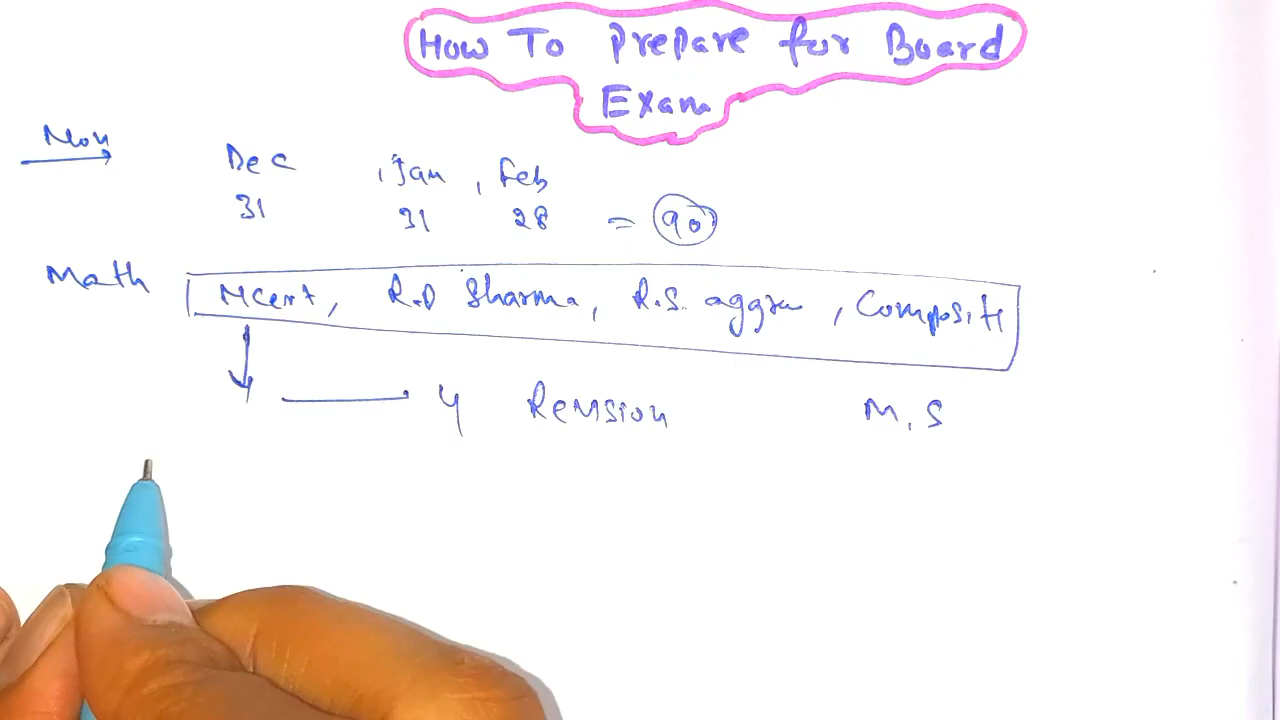 How To Prepare for Board
Exam
Nov
Dec , Jan , Feb
31 31 28 = 90
Math Ncert, R.D Sharma, R.S. aggra , Composite
4 Revision M, S